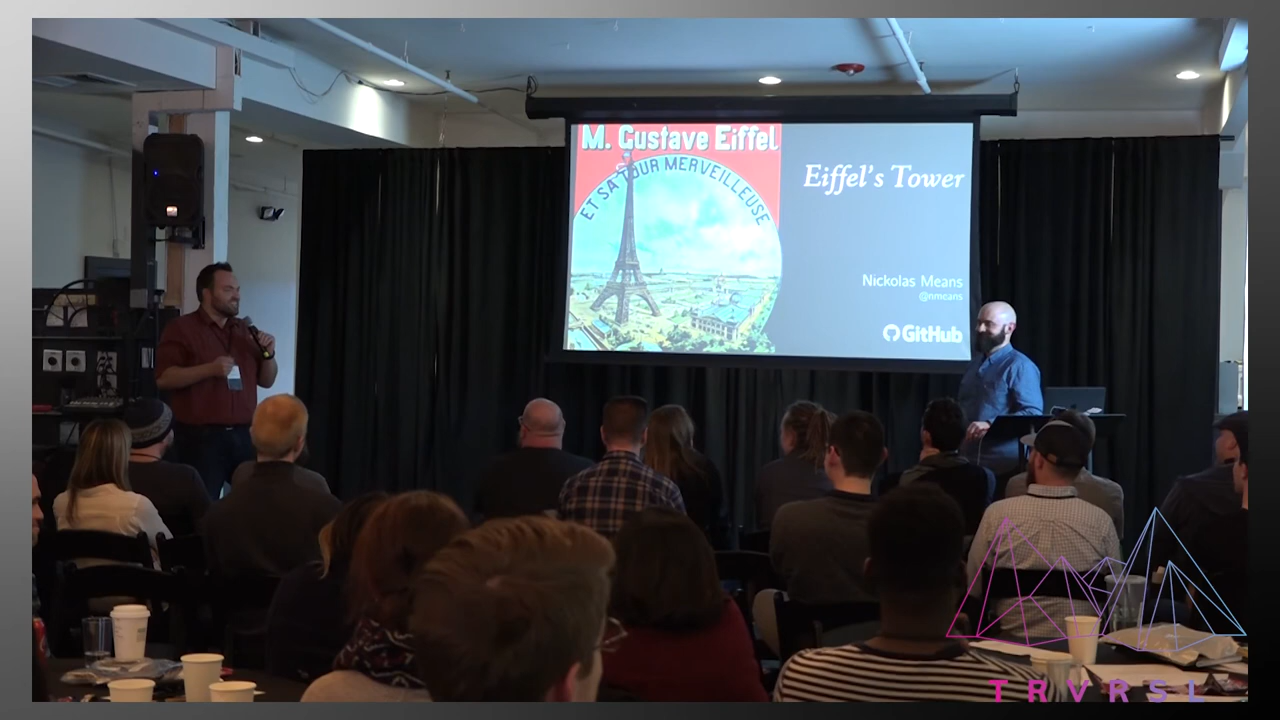 M. Gustave Eiffel
ET SA TOUR MERVEILLEUSE
Eiffel's Tower
Nickolas Means
@nmeans
GitHub
TRVRSL